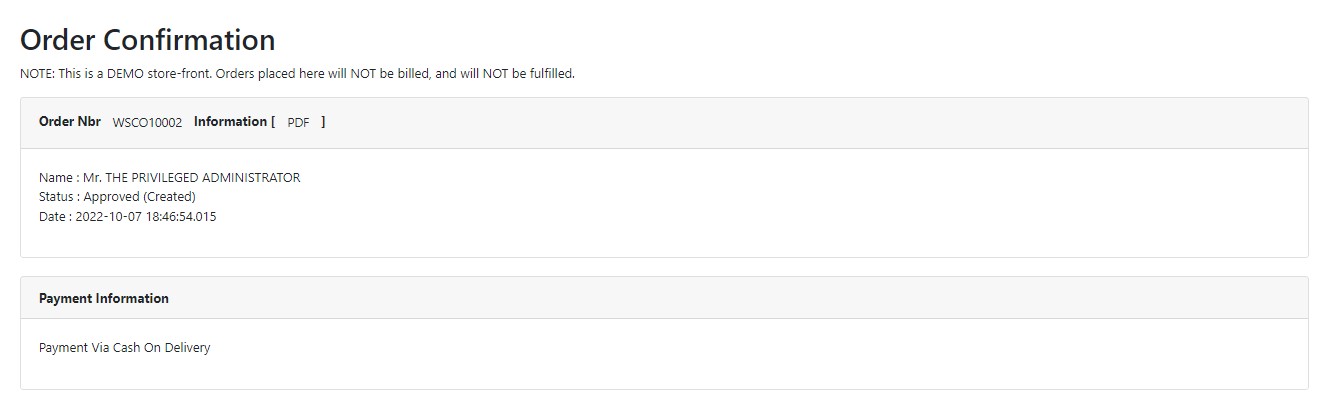 Order Confirmation
NOTE: This is a DEMO store-front. Orders placed here will NOT be billed, and will NOT be fulfilled.
Order Nbr WSCO10002 Information [ PDF ]
Name : Mr. THE PRIVILEGED ADMINISTRATOR
Status : Approved (Created)
Date : 2022-10-07 18:46:54.015
Payment Information
Payment Via Cash On Delivery